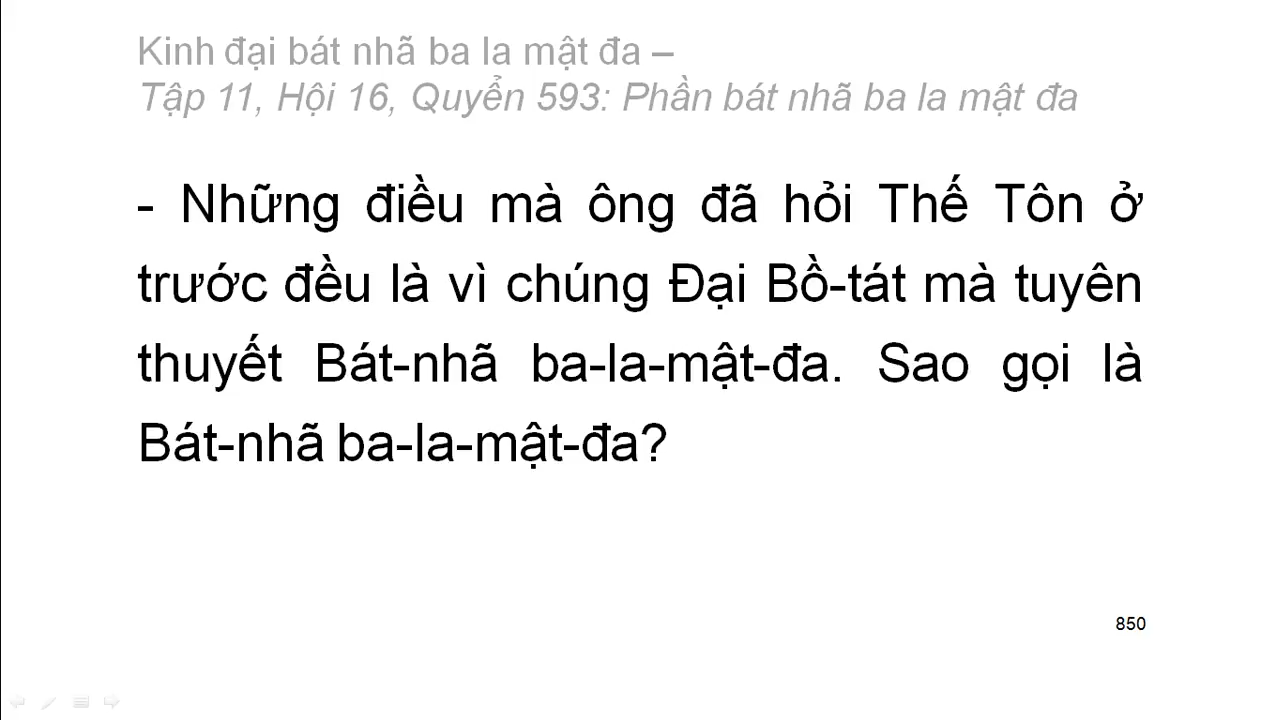 Kinh đại bát nhã ba la mật đa –
Tập 11, Hội 16, Quyển 593: Phần bát nhã ba la mật đa
- Những điều mà ông đã hỏi Thế Tôn ở
trước đều là vì chúng Đại Bồ-tát mà tuyên
thuyết Bát-nhã ba-la-mật-đa. Sao gọi là
Bát-nhã ba-la-mật-đa?
850